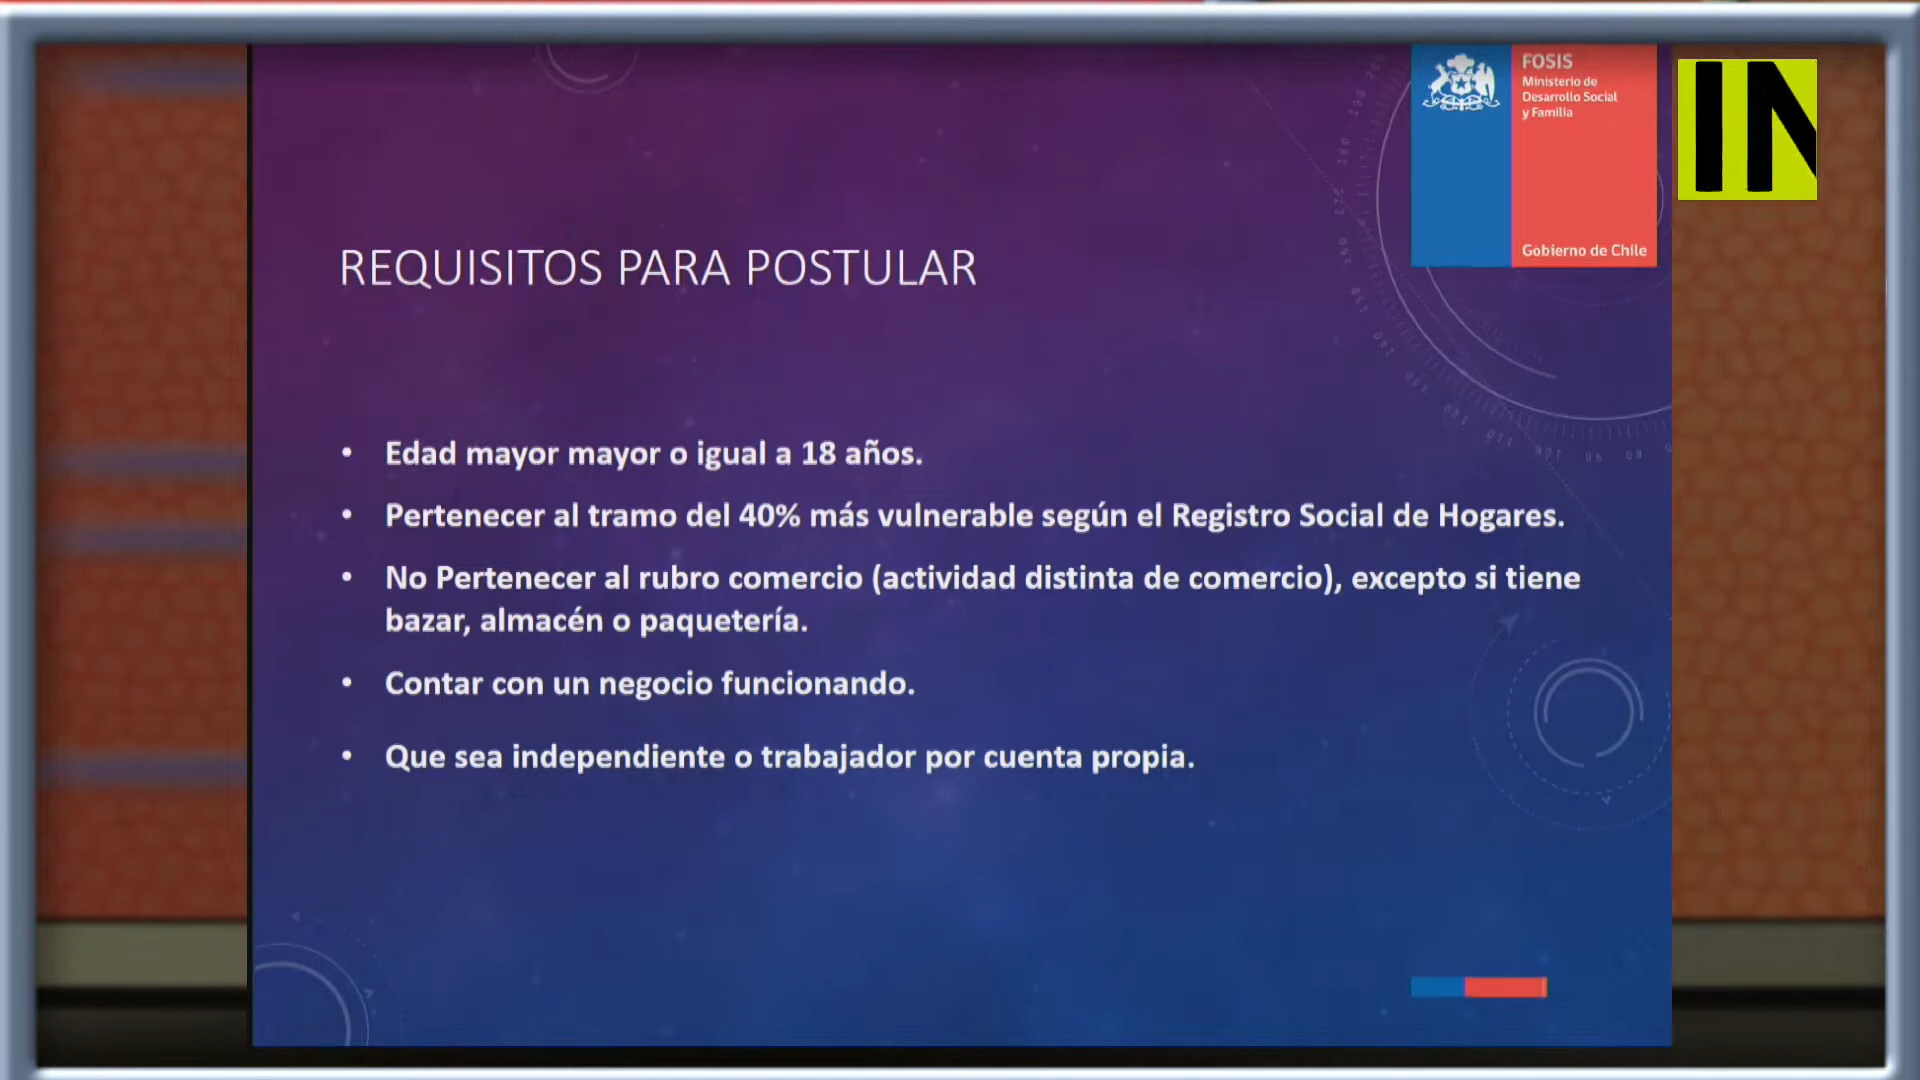 FOSIS
Ministerio de
Desarrollo Social
y Familia
Gobierno de Chile
IN
REQUISITOS PARA POSTULAR
• Edad mayor mayor o igual a 18 años.
• Pertenecer al tramo del 40% más vulnerable según el Registro Social de Hogares.
• No Pertenecer al rubro comercio (actividad distinta de comercio), excepto si tiene
bazar, almacén o paquetería.
• Contar con un negocio funcionando.
• Que sea independiente o trabajador por cuenta propia.